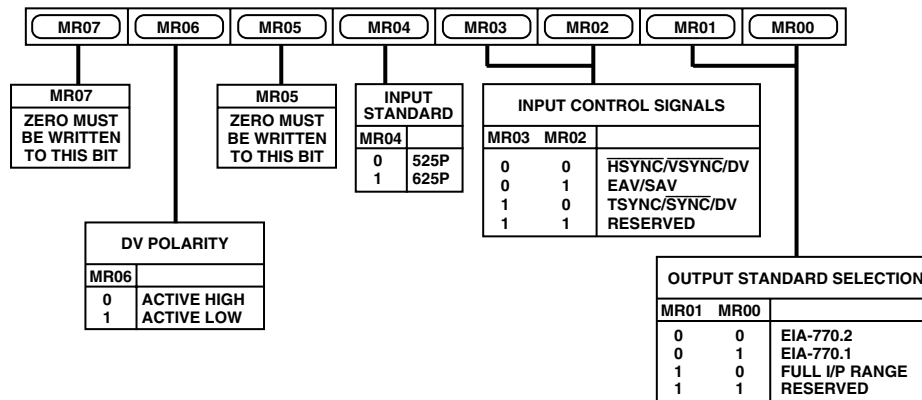 MR07 MR06 MR05 MR04 MR03 MR02 MR01 MR00
MR07
ZERO MUST
BE WRITTEN
TO THIS BIT
MR05
ZERO MUST
BE WRITTEN
TO THIS BIT
INPUT
STANDARD
MR04
0 525P
1 625P
INPUT CONTROL SIGNALS
MR03 MR02
0 0 H̅S̅Y̅N̅C̅/V̅S̅Y̅N̅C̅/DV
0 1 EAV/SAV
1 0 TSYNC/S̅Y̅N̅C̅/DV
1 1 RESERVED
DV POLARITY
MR06
0 ACTIVE HIGH
1 ACTIVE LOW
OUTPUT STANDARD SELECTION
MR01 MR00
0 0 EIA-770.2
0 1 EIA-770.1
1 0 FULL I/P RANGE
1 1 RESERVED